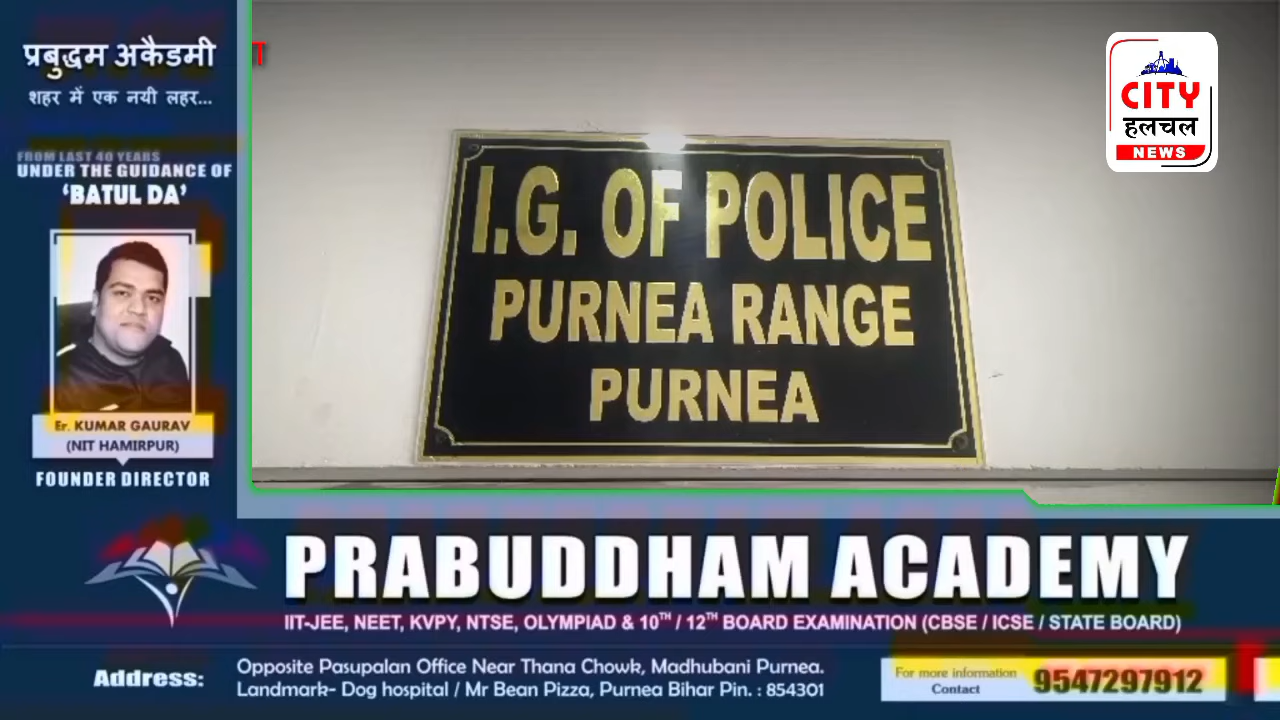 प्रबुद्धम अकैडमी
शहर में एक नयी लहर...
FROM LAST 40 YEARS
UNDER THE GUIDANCE OF
‘BATUL DA’
Er. KUMAR GAURAV
(NIT HAMIRPUR)
FOUNDER DIRECTOR
I.G. OF POLICE
PURNEA RANGE
PURNEA
CITY
हलचल
NEWS
PRABUDDHAM ACADEMY
IIT-JEE, NEET, KVPY, NTSE, OLYMPIAD & 10TH / 12TH BOARD EXAMINATION (CBSE / ICSE / STATE BOARD)
Address:
Opposite Pasupalan Office Near Thana Chowk, Madhubani Purnea.
Landmark- Dog hospital / Mr Bean Pizza, Purnea Bihar Pin. : 854301
For more information
Contact
9547297912